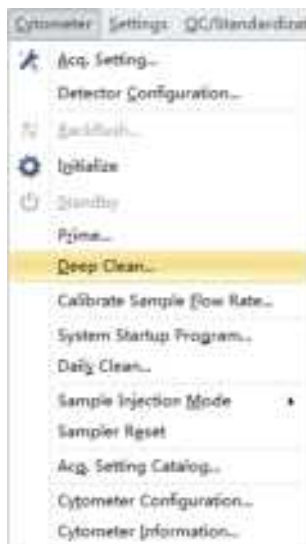 Cytometer Settings QC/Standardizat
Acq. Setting...
Detector Configuration...
Backflush...
Initialize
Standby
Prime...
Deep Clean...
Calibrate Sample Flow Rate...
System Startup Program...
Daily Clean...
Sample Injection Mode
Sampler Reset
Acq. Setting Catalog...
Cytometer Configuration...
Cytometer Information...